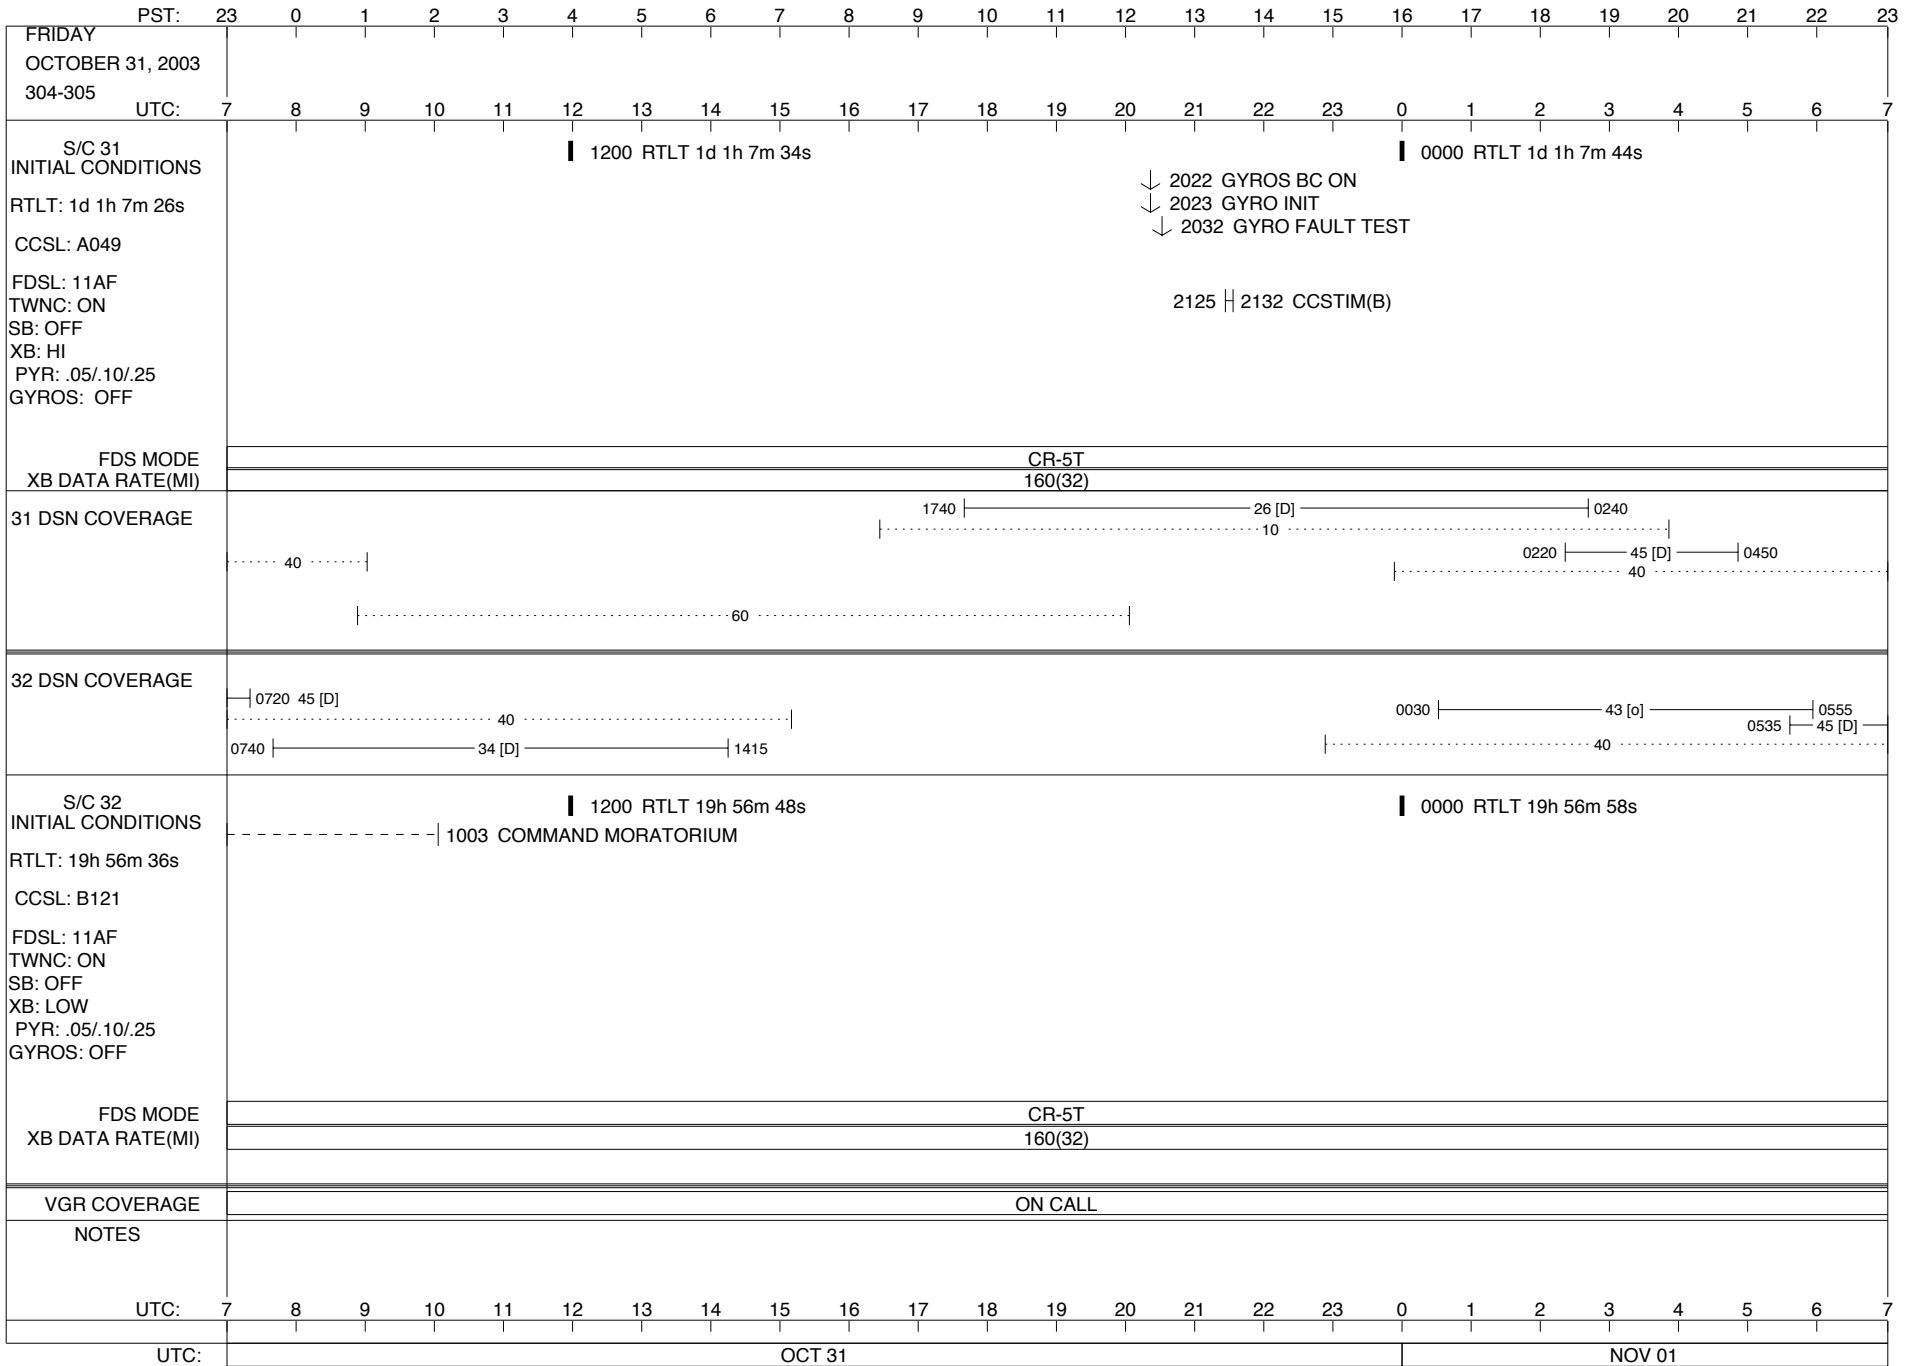 PST: 23 0 1 2 3 4 5 6 7 8 9 10 11 12 13 14 15 16 17 18 19 20 21 22 23
FRIDAY
OCTOBER 31, 2003
304-305
UTC: 7 8 9 10 11 12 13 14 15 16 17 18 19 20 21 22 23 0 1 2 3 4 5 6 7
S/C 31
INITIAL CONDITIONS
1200 RTLT 1d 1h 7m 34s
0000 RTLT 1d 1h 7m 44s
2022 GYROS BC ON
RTLT: 1d 1h 7m 26s
2023 GYRO INIT
2032 GYRO FAULT TEST
CCSL: A049
FDSL: 11AF
TWNC: ON
2125 2132 CCSTIM(B)
SB: OFF
XB: HI
PYR: .05/.10/.25
GYROS: OFF
FDS MODE CR-5T
XB DATA RATE(MI) 160(32)
31 DSN COVERAGE
1740 26 [D] 0240
10
0220 45 [D] 0450
40
40
60
32 DSN COVERAGE
0720 45 [D]
0030 43 [o] 0555
40
0535 45 [D]
0740 34 [D] 1415
40
S/C 32
INITIAL CONDITIONS
1200 RTLT 19h 56m 48s
0000 RTLT 19h 56m 58s
1003 COMMAND MORATORIUM
RTLT: 19h 56m 36s
CCSL: B121
FDSL: 11AF
TWNC: ON
SB: OFF
XB: LOW
PYR: .05/.10/.25
GYROS: OFF
FDS MODE CR-5T
XB DATA RATE(MI) 160(32)
VGR COVERAGE ON CALL
NOTES
UTC: 7 8 9 10 11 12 13 14 15 16 17 18 19 20 21 22 23 0 1 2 3 4 5 6 7
UTC: OCT 31 NOV 01